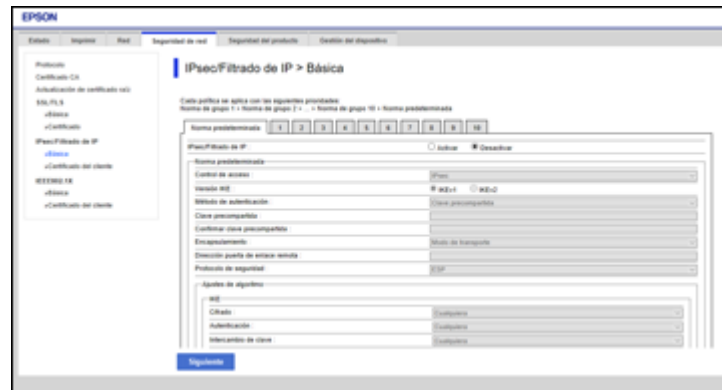 EPSON
Estado Imprimir Red Seguridad de red Seguridad del producto Gestión del dispositivo
Protocolo
Certificado CA
Actualización de certificado raíz
SSL/TLS
»Básica
»Certificado
IPsec/Filtrado de IP
»Básica
»Certificado del cliente
IEEE802.1X
»Básica
»Certificado del cliente
IPsec/Filtrado de IP > Básica
Cada política se aplica con las siguientes prioridades:
Norma de grupo 1 > Norma de grupo 2 > ... > Norma de grupo 10 > Norma predeterminada
Norma predeterminada 1 2 3 4 5 6 7 8 9 10
IPsec/Filtrado de IP : Activar Desactivar
Norma predeterminada
Control de acceso : IPsec
Versión IKE : IKEv1 IKEv2
Método de autenticación : Clave precompartida
Clave precompartida :
Confirmar clave precompartida :
Encapsulamiento : Modo de transporte
Dirección puerta de enlace remota :
Protocolo de seguridad : ESP
Ajustes de algoritmo
IKE
Cifrado : Cualquiera
Autenticación : Cualquiera
Intercambio de clave : Cualquiera
Siguiente